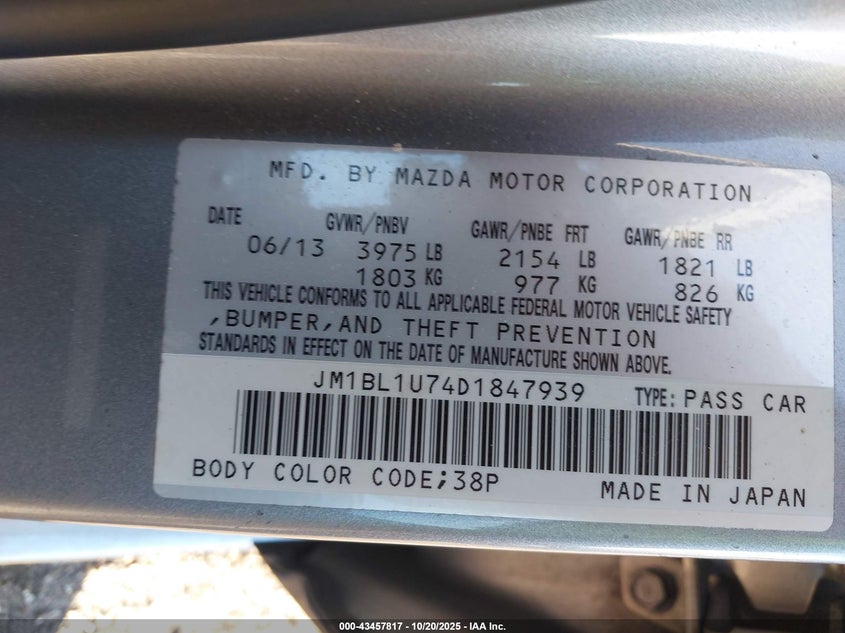 MFD. BY MAZDA MOTOR CORPORATION
DATE GVWR/PNBV GAWR/PNBE FRT GAWR/PNBE RR
06/13 3975 LB 2154 LB 1821 LB
1803 KG 977 KG 826 KG
THIS VEHICLE CONFORMS TO ALL APPLICABLE FEDERAL MOTOR VEHICLE SAFETY
,BUMPER,AND THEFT PREVENTION
STANDARDS IN EFFECT ON THE DATE OF MANUFACTURE SHOWN ABOVE.
JM1BL1U74D1847939 TYPE: PASS CAR
BODY COLOR CODE;38P MADE IN JAPAN
000-43457817 - 10/20/2025 - IAA Inc.